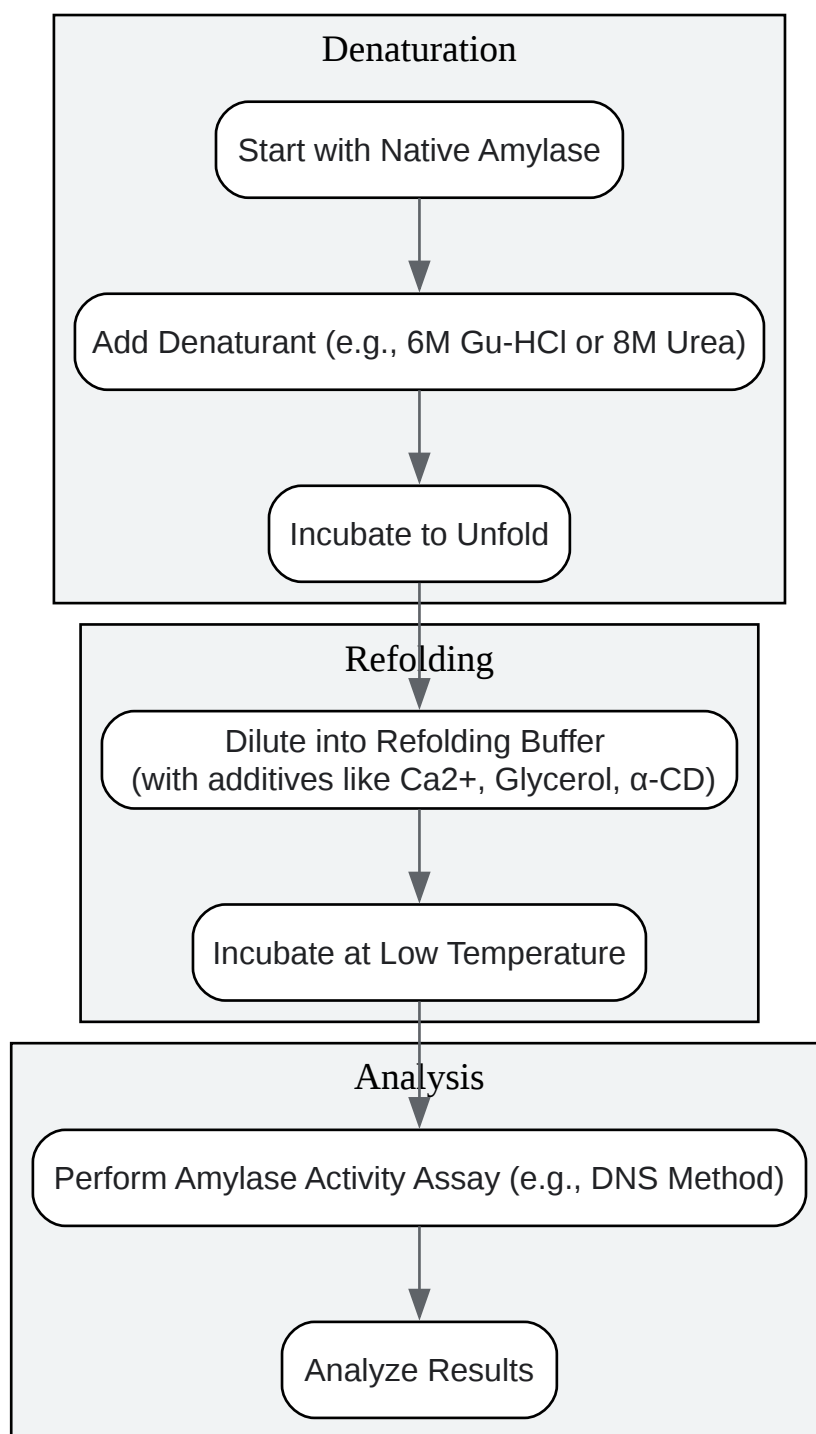 Denaturation
Start with Native Amylase
Add Denaturant (e.g., 6M Gu-HCl or 8M Urea)
Incubate to Unfold
Refolding
Dilute into Refolding Buffer
(with additives like Ca2+, Glycerol, α-CD)
Incubate at Low Temperature
Analysis
Perform Amylase Activity Assay (e.g., DNS Method)
Analyze Results